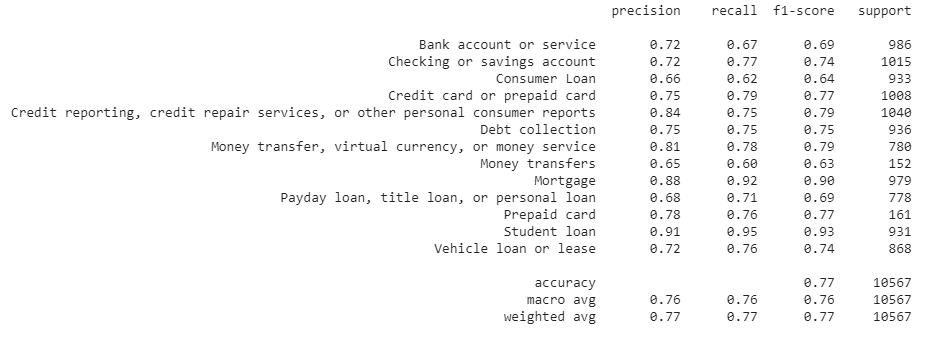 precision recall f1-score support
Bank account or service 0.72 0.67 0.69 986
Checking or savings account 0.72 0.77 0.74 1015
Consumer Loan 0.66 0.62 0.64 933
Credit card or prepaid card 0.75 0.79 0.77 1008
Credit reporting, credit repair services, or other personal consumer reports 0.84 0.75 0.79 1040
Debt collection 0.75 0.75 0.75 936
Money transfer, virtual currency, or money service 0.81 0.78 0.79 780
Money transfers 0.65 0.60 0.63 152
Mortgage 0.88 0.92 0.90 979
Payday loan, title loan, or personal loan 0.68 0.71 0.69 778
Prepaid card 0.78 0.76 0.77 161
Student loan 0.91 0.95 0.93 931
Vehicle loan or lease 0.72 0.76 0.74 868
accuracy 0.77 10567
macro avg 0.76 0.76 0.76 10567
weighted avg 0.77 0.77 0.77 10567